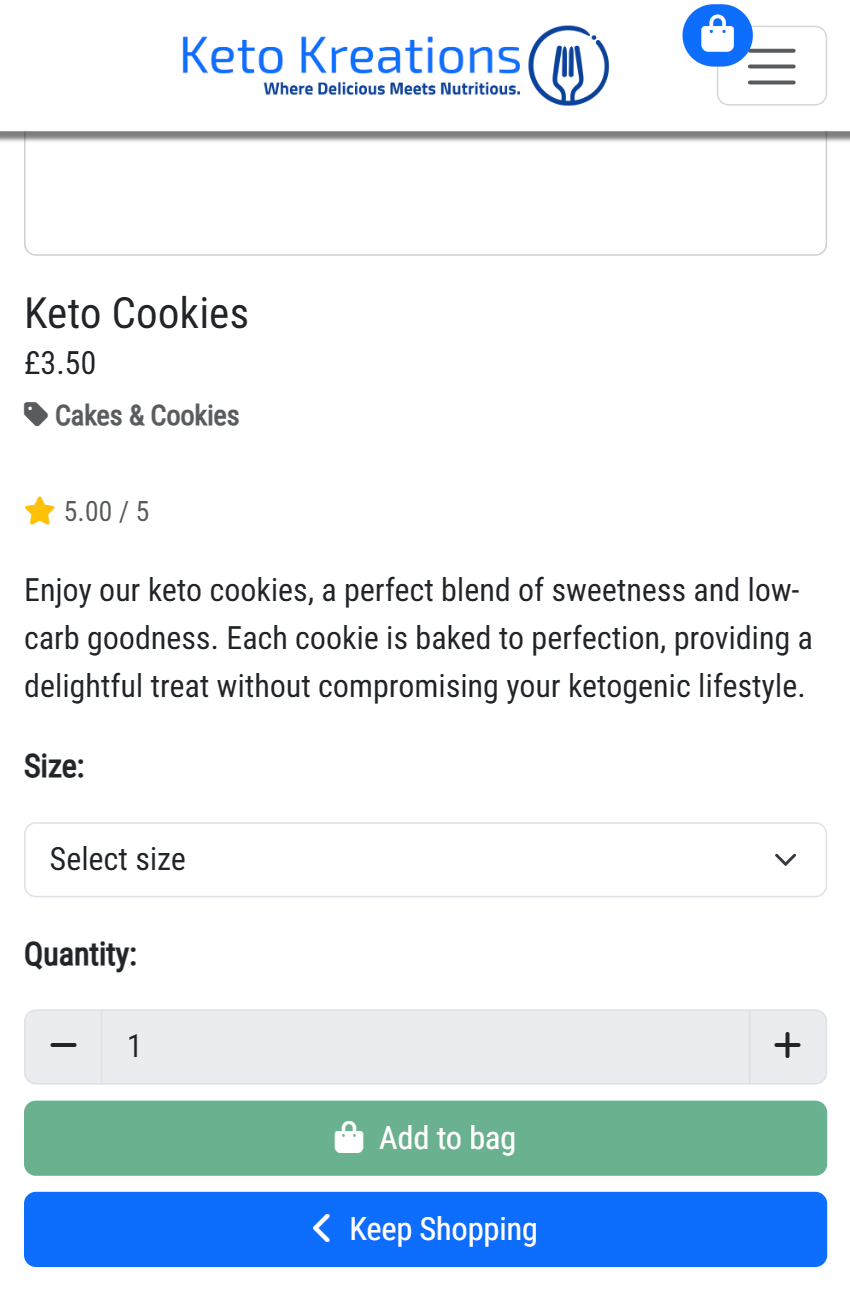 Keto Kreations
Where Delicious Meets Nutritious.
Keto Cookies
£3.50
Cakes & Cookies
5.00 / 5
Enjoy our keto cookies, a perfect blend of sweetness and low-
carb goodness. Each cookie is baked to perfection, providing a
delightful treat without compromising your ketogenic lifestyle.
Size:
Select size
Quantity:
1
Add to bag
Keep Shopping